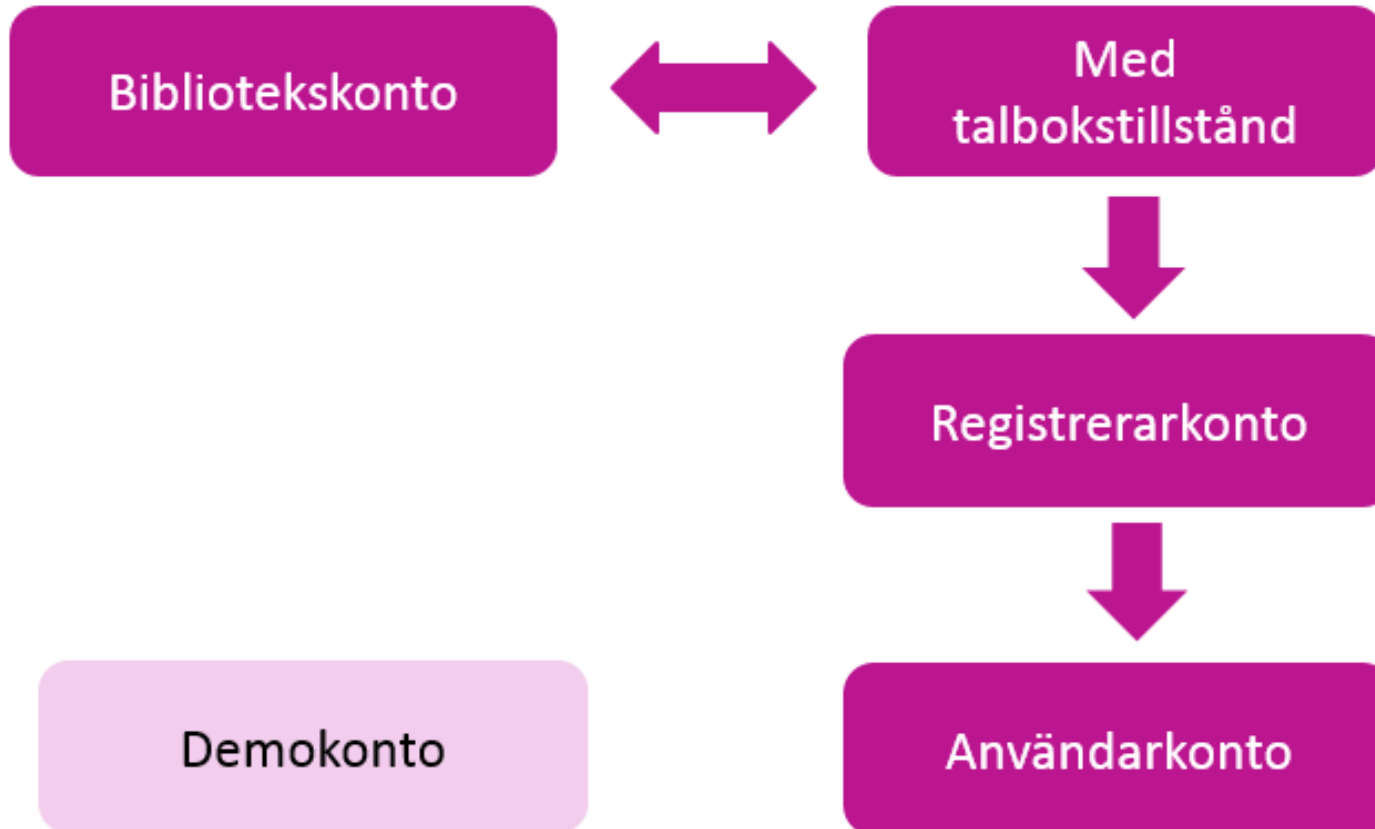 Bibliotekskonto
Med
talbokstillstånd
Registrerarkonto
Demokonto
Användarkonto